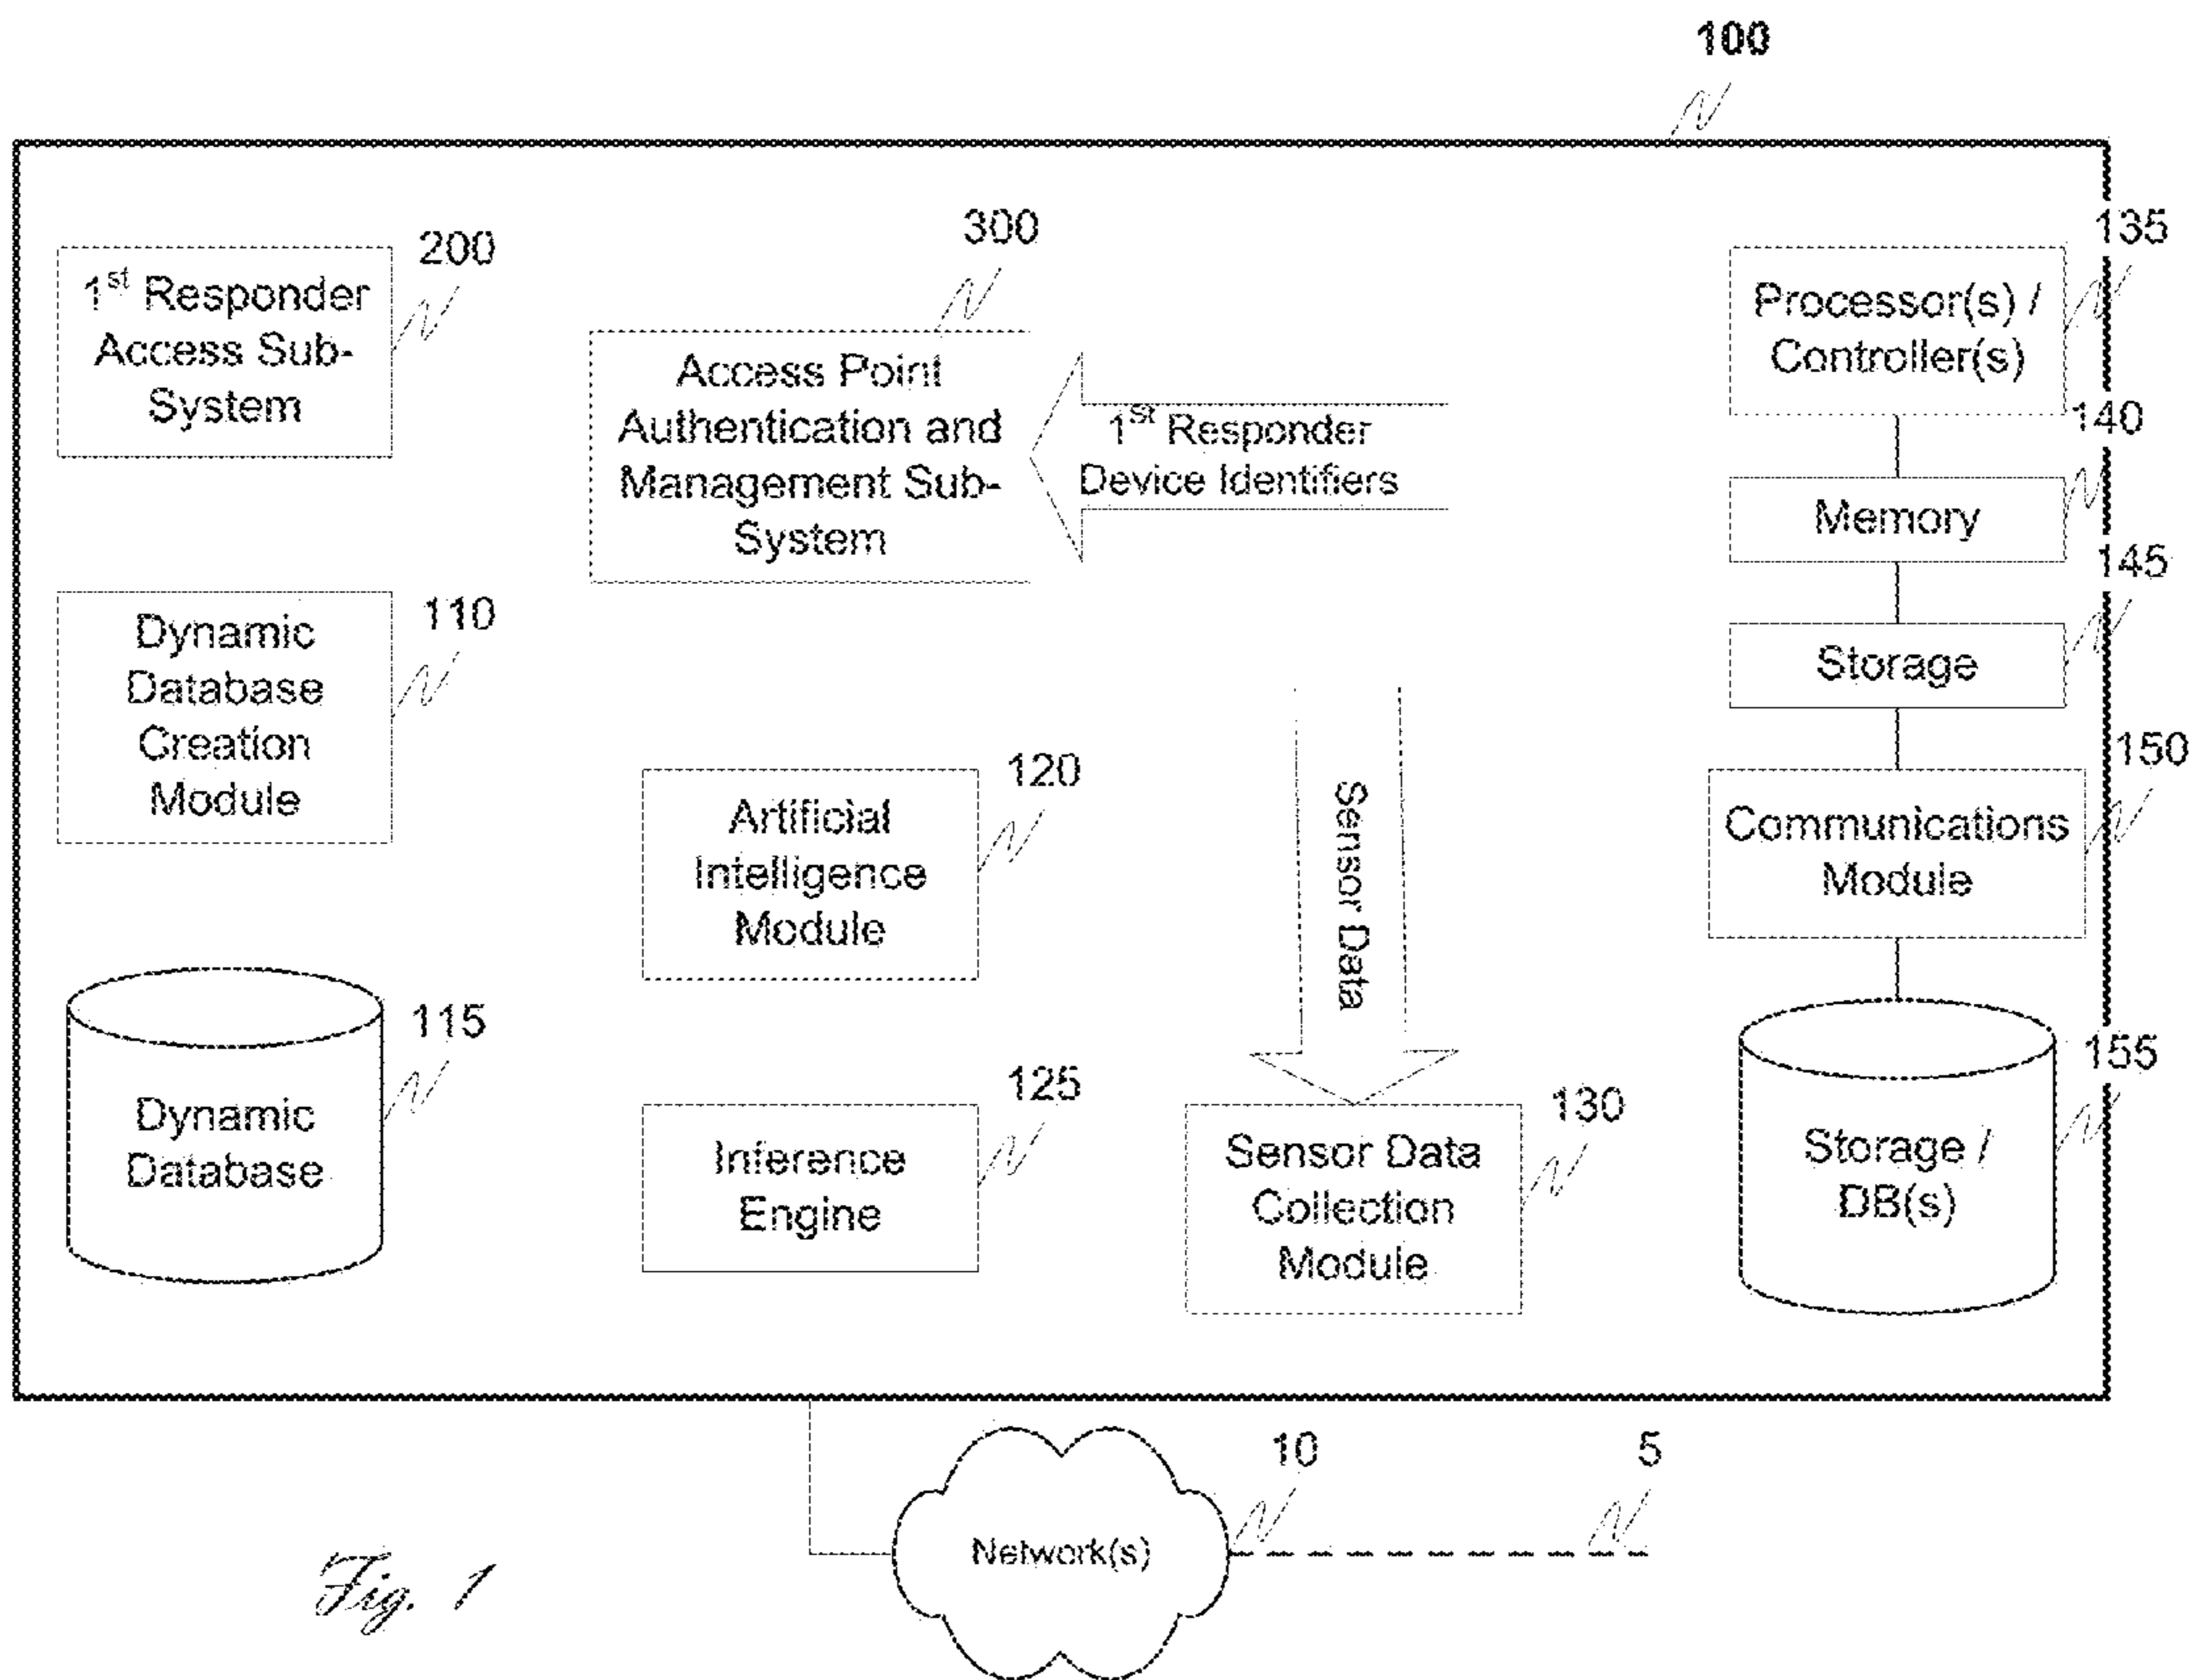 100
200
1st Responder
Access Sub-
System
300
Access Point
Authentication and
Management Sub-
System
1st Responder
Device Identifiers
135
Processor(s) /
Controller(s)
140
Memory
145
Storage
150
Communications
Module
155
Storage /
DB(s)
110
Dynamic
Database
Creation
Module
120
Artificial
Intelligence
Module
Sensor Data
115
Dynamic
Database
125
Inference
Engine
130
Sensor Data
Collection
Module
10
5
Network(s)
Fig. 1